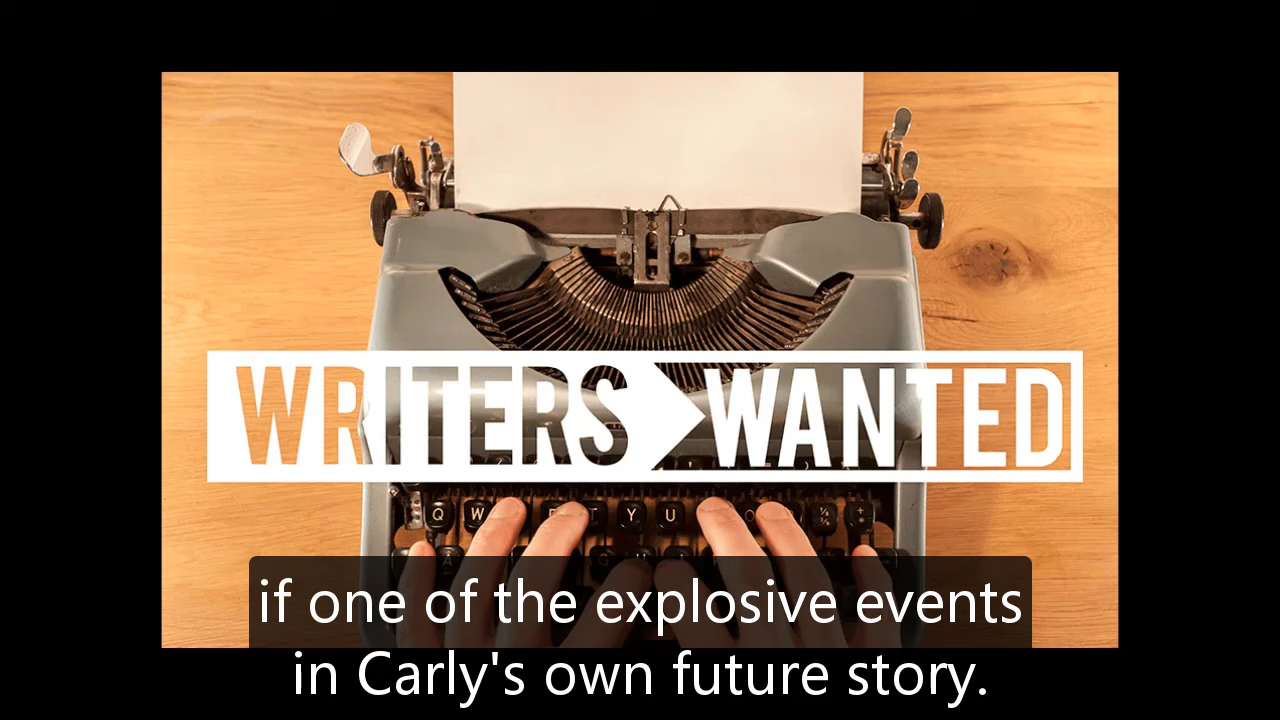 WRITERS WANTED
Q W Y U
if one of the explosive events
in Carly's own future story.